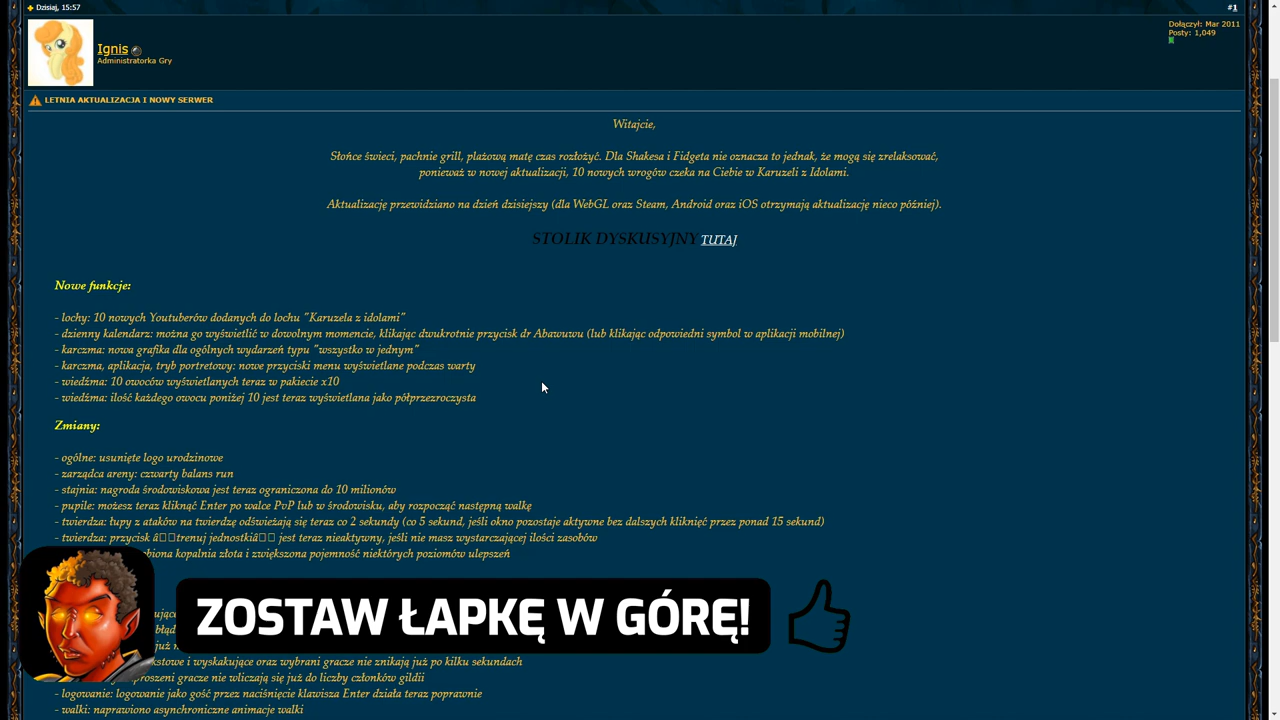 Dzisiaj, 15:57
#1
Ignis
Administratorka Gry
Dołączył: Mar 2011
Posty: 1,049
LETNIA AKTUALIZACJA I NOWY SERWER
Witajcie,
Słońce świeci, pachnie grill, plażową matę czas rozłożyć. Dla Shakesa i Fidgeta nie oznacza to jednak, że mogą się zrelaksować,
ponieważ w nowej aktualizacji, 10 nowych wrogów czeka na Ciebie w Karuzeli z Idolami.
Aktualizację przewidziano na dzień dzisiejszy (dla WebGL oraz Steam, Android oraz iOS otrzymają aktualizację nieco później).
STOLIK DYSKUSYJNY TUTAJ
Nowe funkcje:
- lochy: 10 nowych Youtuberów dodanych do lochu "Karuzela z idolami"
- dzienny kalendarz: można go wyświetlić w dowolnym momencie, klikając dwukrotnie przycisk dr Abawuwu (lub klikając odpowiedni symbol w aplikacji mobilnej)
- karczma: nowa grafika dla ogólnych wydarzeń typu "wszystko w jednym"
- karczma, aplikacja, tryb portretowy: nowe przyciski menu wyświetlane podczas warty
- wiedźma: 10 owoców wyświetlanych teraz w pakiecie x10
- wiedźma: ilość każdego owocu poniżej 10 jest teraz wyświetlana jako półprzezroczysta
Zmiany:
- ogólne: usunięte logo urodzinowe
- zarządca areny: czwarty balans run
- stajnia: nagroda środowiskowa jest teraz ograniczona do 10 milionów
- pupile: możesz teraz kliknąć Enter po walce PvP lub w środowisku, aby rozpocząć następną walkę
- twierdza: łupy z ataków na twierdzę odświeżają się teraz co 2 sekundy (co 5 sekund, jeśli okno pozostaje aktywne bez dalszych kliknięć przez ponad 15 sekund)
- twierdza: przycisk â trenuj jednostkiâ jest teraz nieaktywny, jeśli nie masz wystarczającej ilości zasobów
kopalnia złota i zwiększona pojemność niektórych poziomów ulepszeń
ZOSTAW ŁAPKĘ W GÓRĘ!
już
i wyskakujące oraz wybrani gracze nie znikają już po kilku sekundach
gracze nie wliczają się już do liczby członków gildii
- logowanie: logowanie jako gość przez naciśnięcie klawisza Enter działa teraz poprawnie
- walki: naprawiono asynchroniczne animacje walki